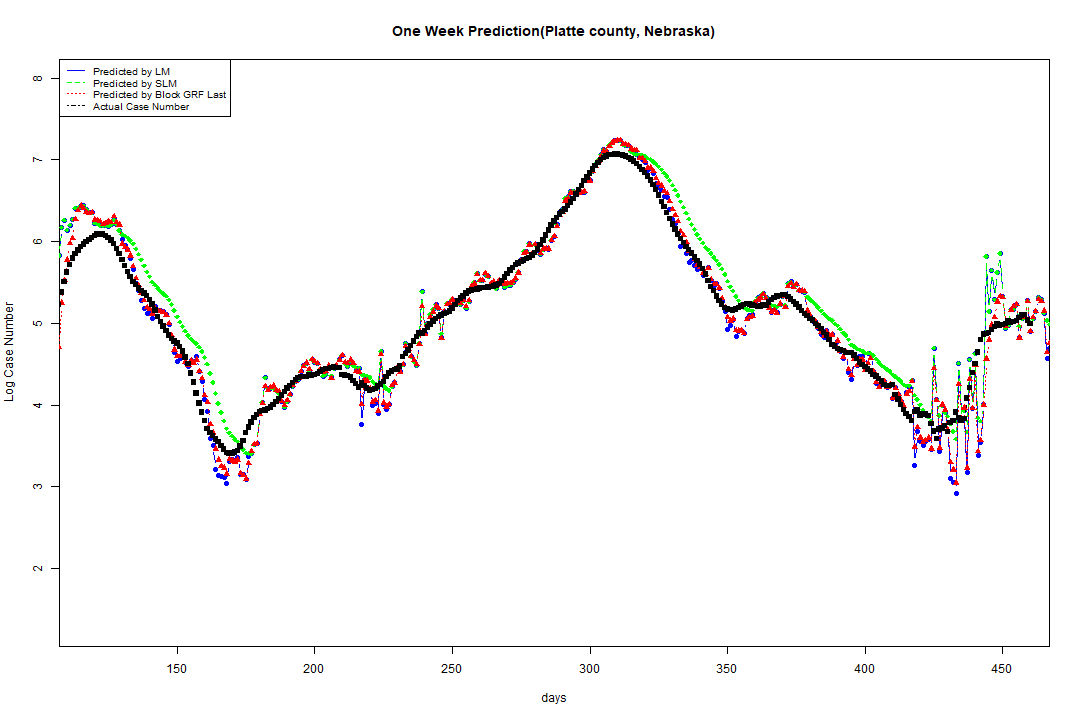 One Week Prediction(Platte county, Nebraska)
Predicted by LM
Predicted by SLM
Predicted by Block GRF Last
Actual Case Number
Log Case Number
8
7
6
5
4
3
2
150 200 250 300 350 400 450
days